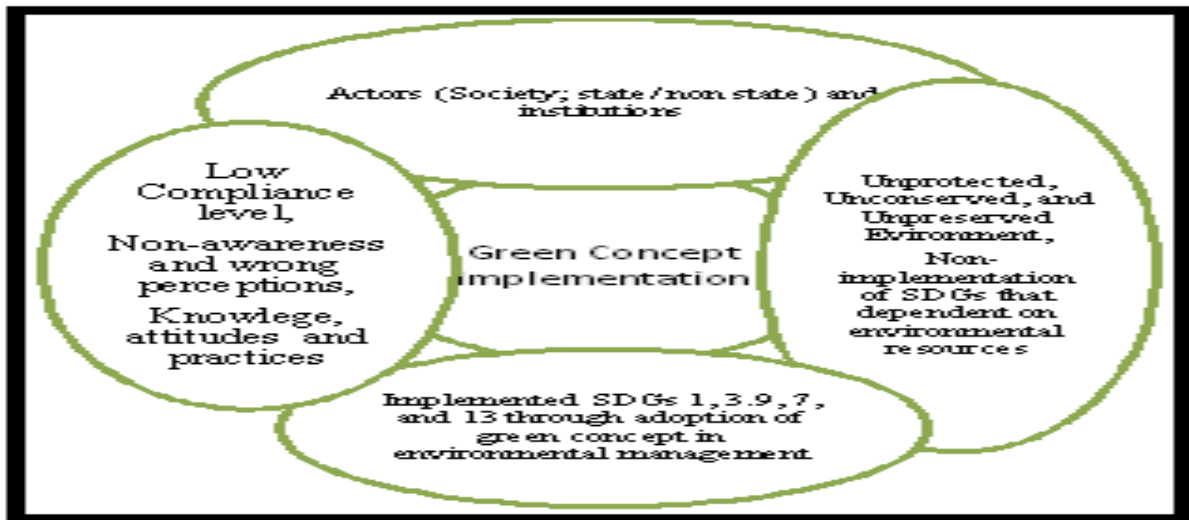 Actors (Society; state/non state) and
institutions
Low
Compliance
level,
Non-awareness
and wrong
perceptions,
Knowlege,
attitudes and
practices
Green Concept
implementation
Unprotected,
Unconserved, and
Unpreserved
Evironment,
Non-
implementation
of SDGs that
dependent on
environmental
resources
Implemented SDGs 1, 3.9, 7,
and 13 through adoption of
green concept in
environmental management